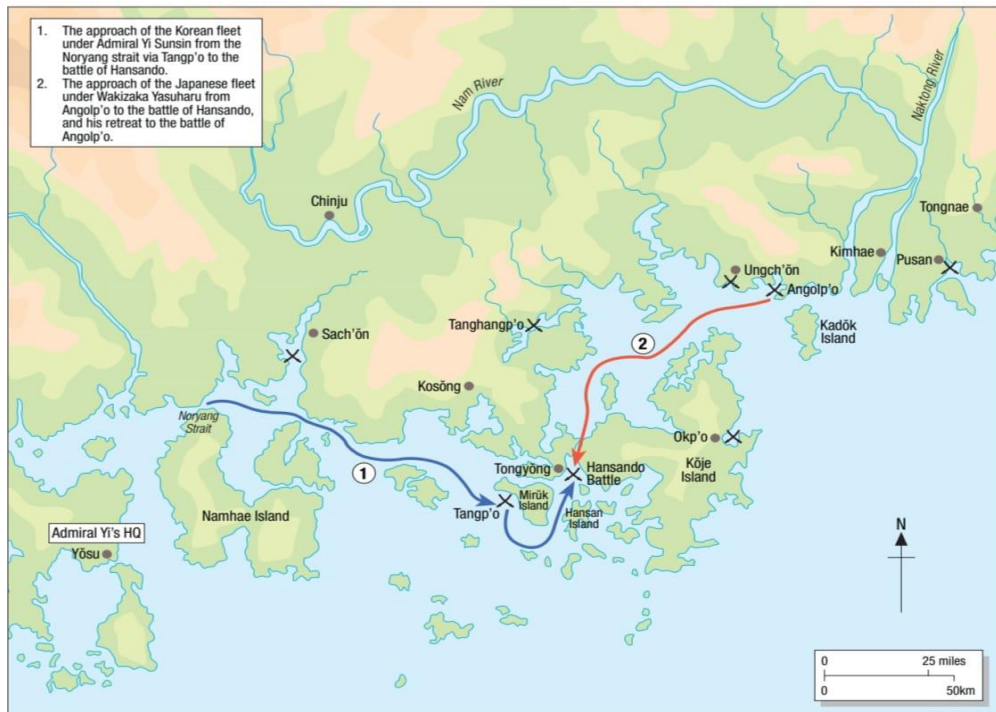 1. The approach of the Korean fleet
under Admiral Yi Sunsin from the
Noryang strait via Tangp'o to the
battle of Hansando.
2. The approach of the Japanese fleet
under Wakizaka Yasuharu from
Angolp'o to the battle of Hansando,
and his retreat to the battle of
Angolp'o.
Nam River
Naktong River
Chinju
Tongnae
Kimhae
Pusan
Ungch'ŏn
Angolp'o
Kadŏk
Island
Tanghangp'o
Sach'ŏn
2
Kosŏng
Noryang
Strait
Okp'o
Kŏje
Island
1
Tongyŏng
Hansando
Battle
Mirŭk
Island
Tangp'o
Hansan
Island
Namhae Island
Admiral Yi's HQ
Yŏsu
N
0 25 miles
0 50km